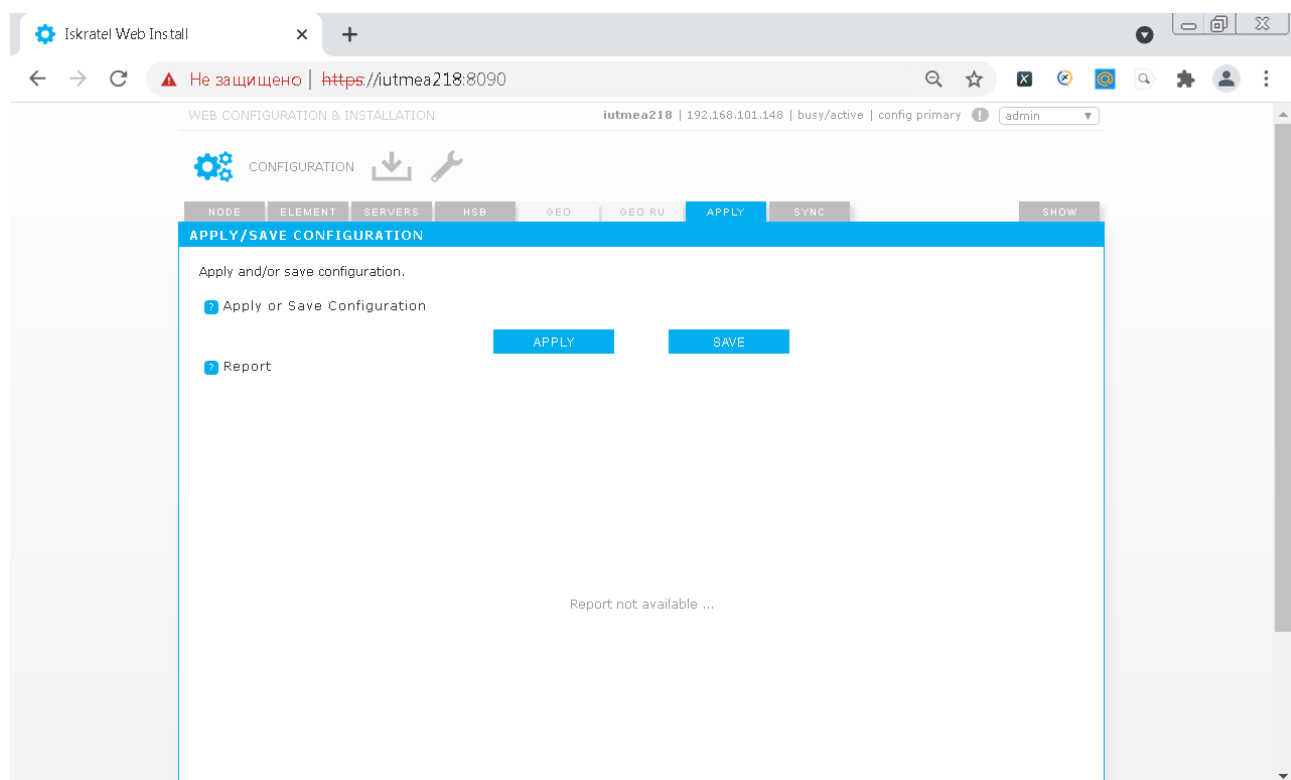 Iskratel Web Install
Не защищено | https://iutmea218:8090
WEB CONFIGURATION & INSTALLATION iutmea218 | 192.168.101.148 | busy/active | config primary admin
CONFIGURATION
NODE ELEMENT SERVERS HSB GEO GEO RU APPLY SYNC SHOW
APPLY/SAVE CONFIGURATION
Apply and/or save configuration.
? Apply or Save Configuration
APPLY SAVE
? Report
Report not available ...